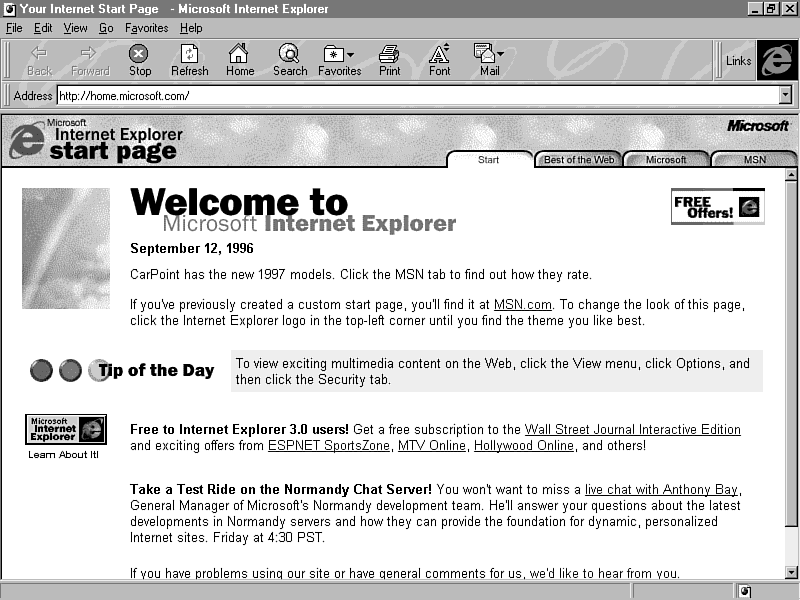 Your Internet Start Page - Microsoft Internet Explorer
File Edit View Go Favorites Help
Back Forward Stop Refresh Home Search Favorites Print Font Mail Links
Address http://home.microsoft.com/
Microsoft
Internet Explorer
start page
Microsoft
Start Best of the Web Microsoft MSN
Welcome to
Microsoft Internet Explorer
FREE
Offers!
September 12, 1996
CarPoint has the new 1997 models. Click the MSN tab to find out how they rate.
If you've previously created a custom start page, you'll find it at MSN.com. To change the look of this page,
click the Internet Explorer logo in the top-left corner until you find the theme you like best.
Tip of the Day
To view exciting multimedia content on the Web, click the View menu, click Options, and
then click the Security tab.
Microsoft
Internet
Explorer
Learn About It!
Free to Internet Explorer 3.0 users! Get a free subscription to the Wall Street Journal Interactive Edition
and exciting offers from ESPNET SportsZone, MTV Online, Hollywood Online, and others!
Take a Test Ride on the Normandy Chat Server! You won't want to miss a live chat with Anthony Bay,
General Manager of Microsoft's Normandy development team. He'll answer your questions about the latest
developments in Normandy servers and how they can provide the foundation for dynamic, personalized
Internet sites. Friday at 4:30 PST.
If you have problems using our site or have general comments for us, we'd like to hear from you.